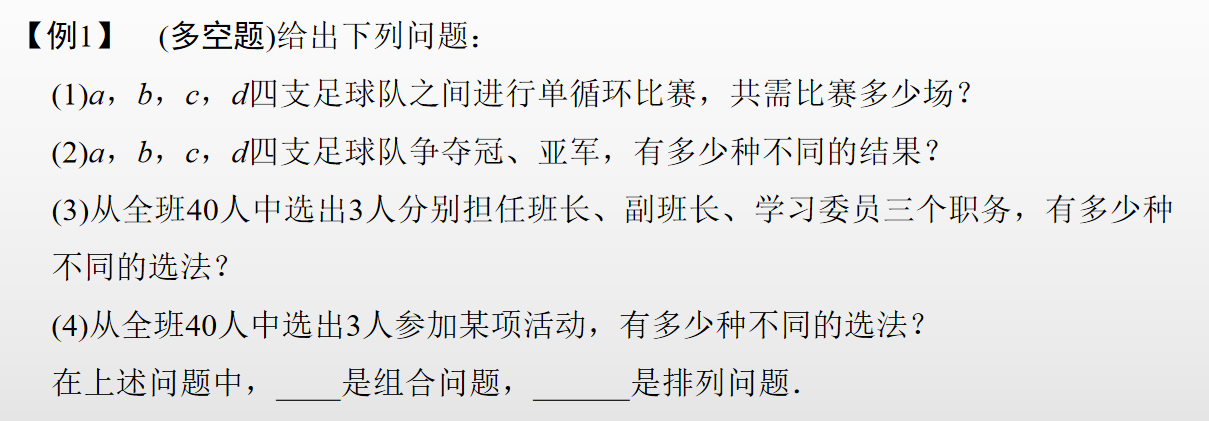 【例1】 (多空题)给出下列问题：
(1)a，b，c，d四支足球队之间进行单循环比赛，共需比赛多少场？
(2)a，b，c，d四支足球队争夺冠、亚军，有多少种不同的结果？
(3)从全班40人中选出3人分别担任班长、副班长、学习委员三个职务，有多少种
不同的选法？
(4)从全班40人中选出3人参加某项活动，有多少种不同的选法？
在上述问题中，____是组合问题，______是排列问题．